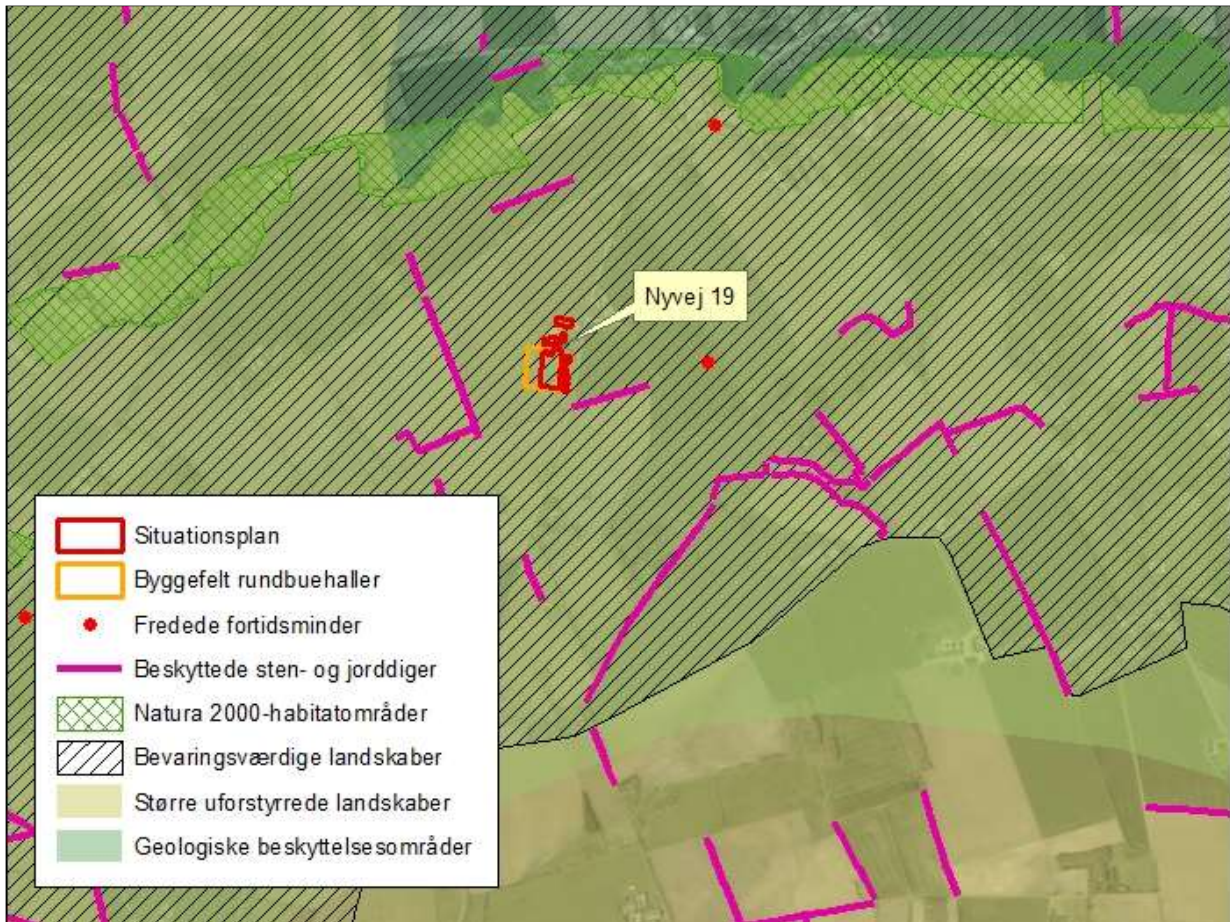 Nyvej 19
Situationsplan
Byggefelt rundbuehaller
Fredede fortidsminder
Beskyttede sten- og jorddiger
Natura 2000-habitatområder
Bevaringsværdige landskaber
Større uforstyrrede landskaber
Geologiske beskyttelsesområder